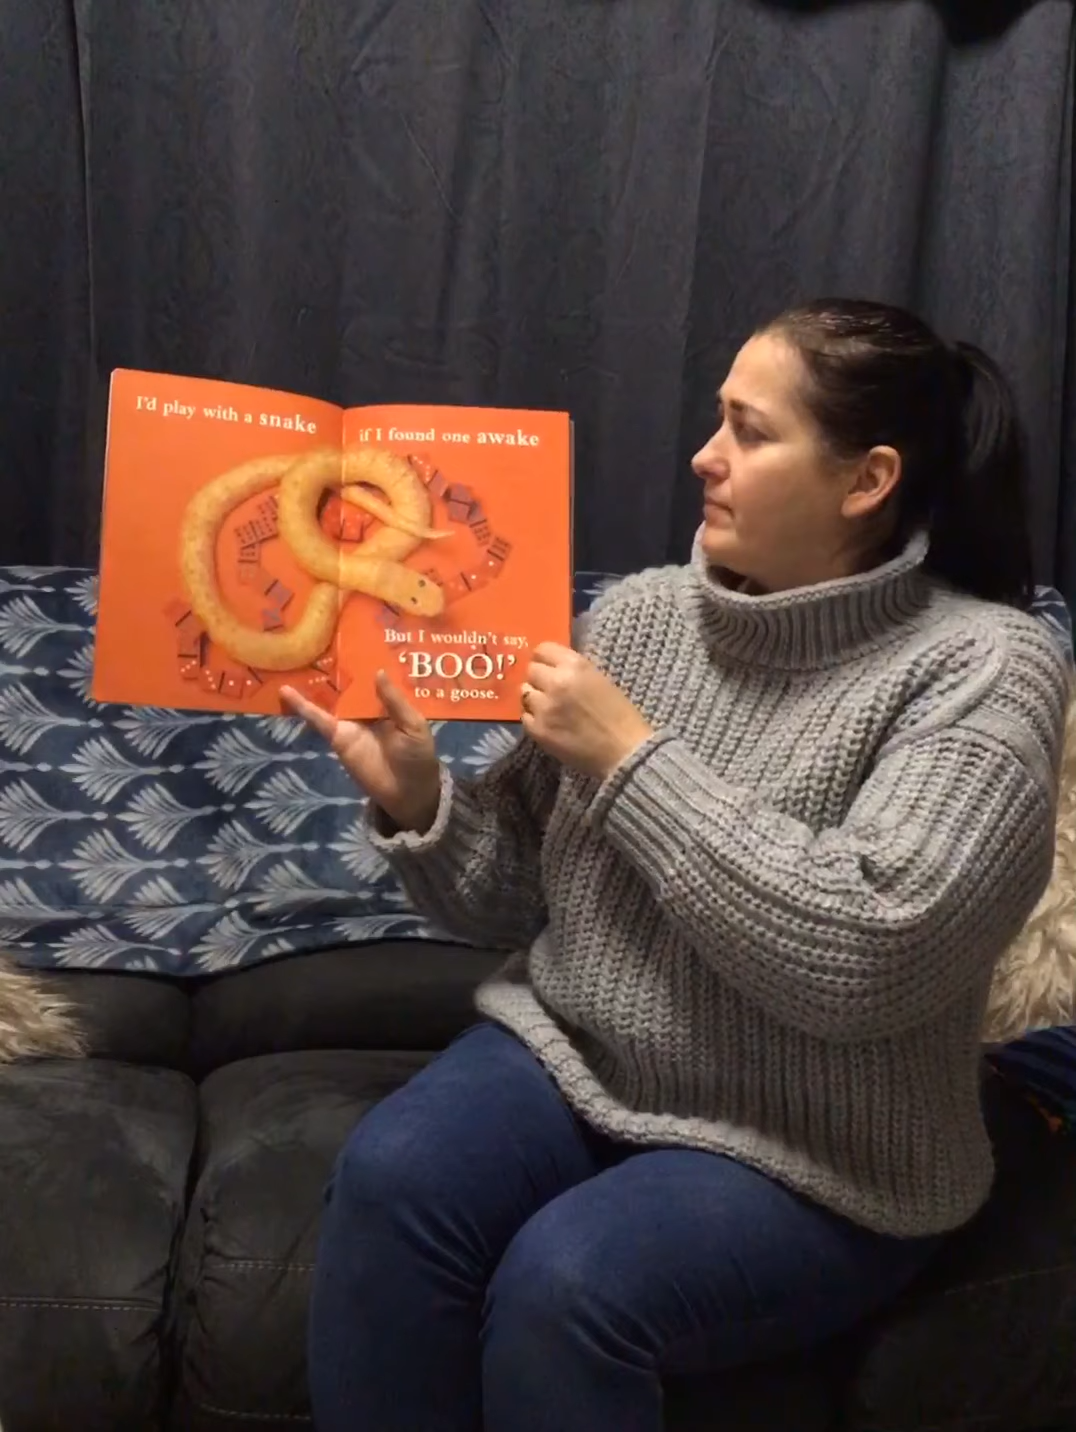 I'd play with a snake
if I found one awake
But I wouldn't say,
'BOO!'
to a goose.